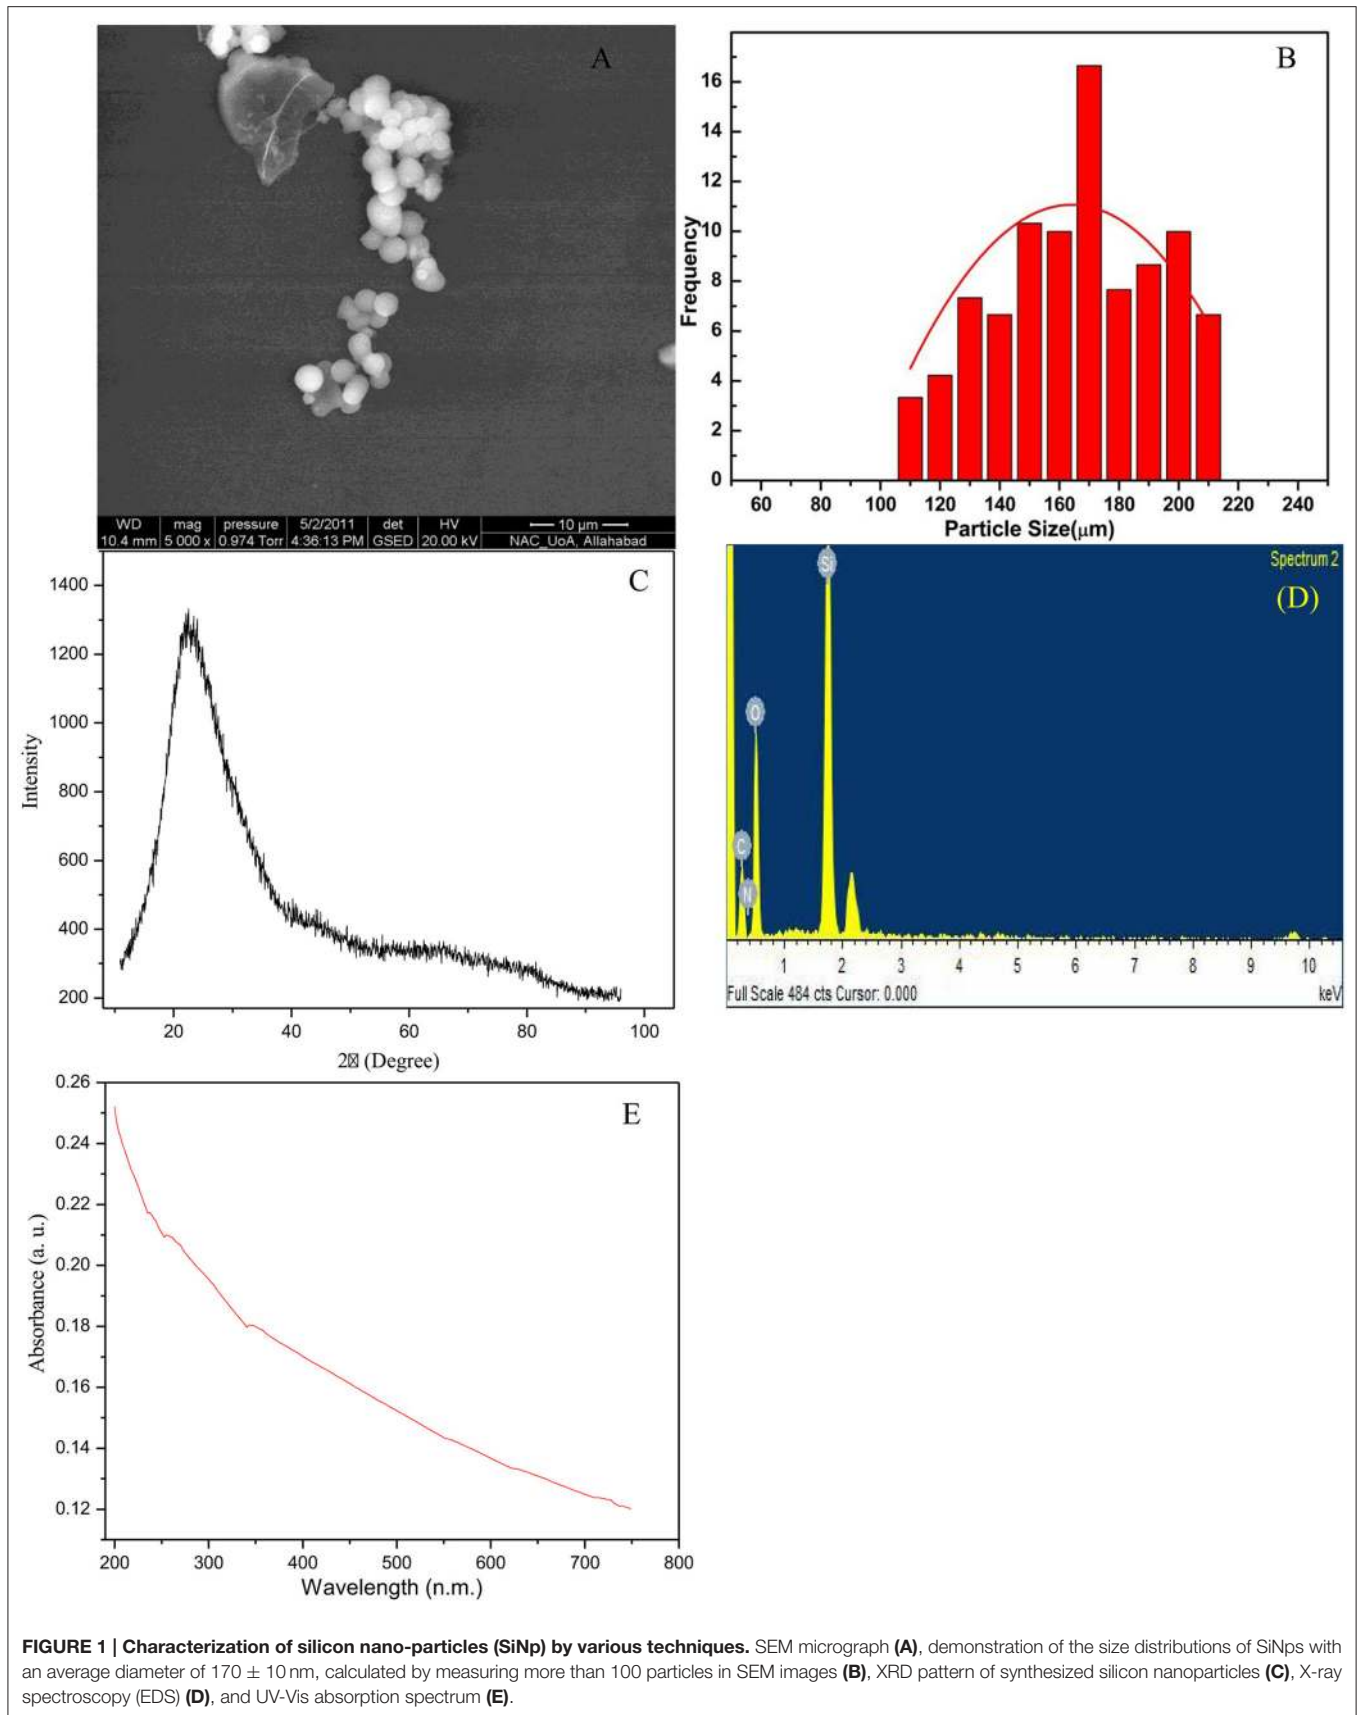 A
WD mag pressure 5/2/2011 det HV 10 µm
10.4 mm 5 000 x 0.974 Torr 4:36:13 PM GSED 20.00 kV NAC_UoA, Allahabad
B
Frequency
16
14
12
10
8
6
4
2
0
60 80 100 120 140 160 180 200 220 240
Particle Size(μm)
C
Intensity
1400
1200
1000
800
600
400
200
20 40 60 80 100
2� (Degree)
Spectrum 2
(D)
Si
O
C
N
1 2 3 4 5 6 7 8 9 10
Full Scale 484 cts Cursor: 0.000 keV
E
Absorbance (a. u.)
0.26
0.24
0.22
0.20
0.18
0.16
0.14
0.12
200 300 400 500 600 700 800
Wavelength (n.m.)
FIGURE 1 | Characterization of silicon nano-particles (SiNp) by various techniques. SEM micrograph (A), demonstration of the size distributions of SiNps with
an average diameter of 170 ± 10 nm, calculated by measuring more than 100 particles in SEM images (B), XRD pattern of synthesized silicon nanoparticles (C), X-ray
spectroscopy (EDS) (D), and UV-Vis absorption spectrum (E).